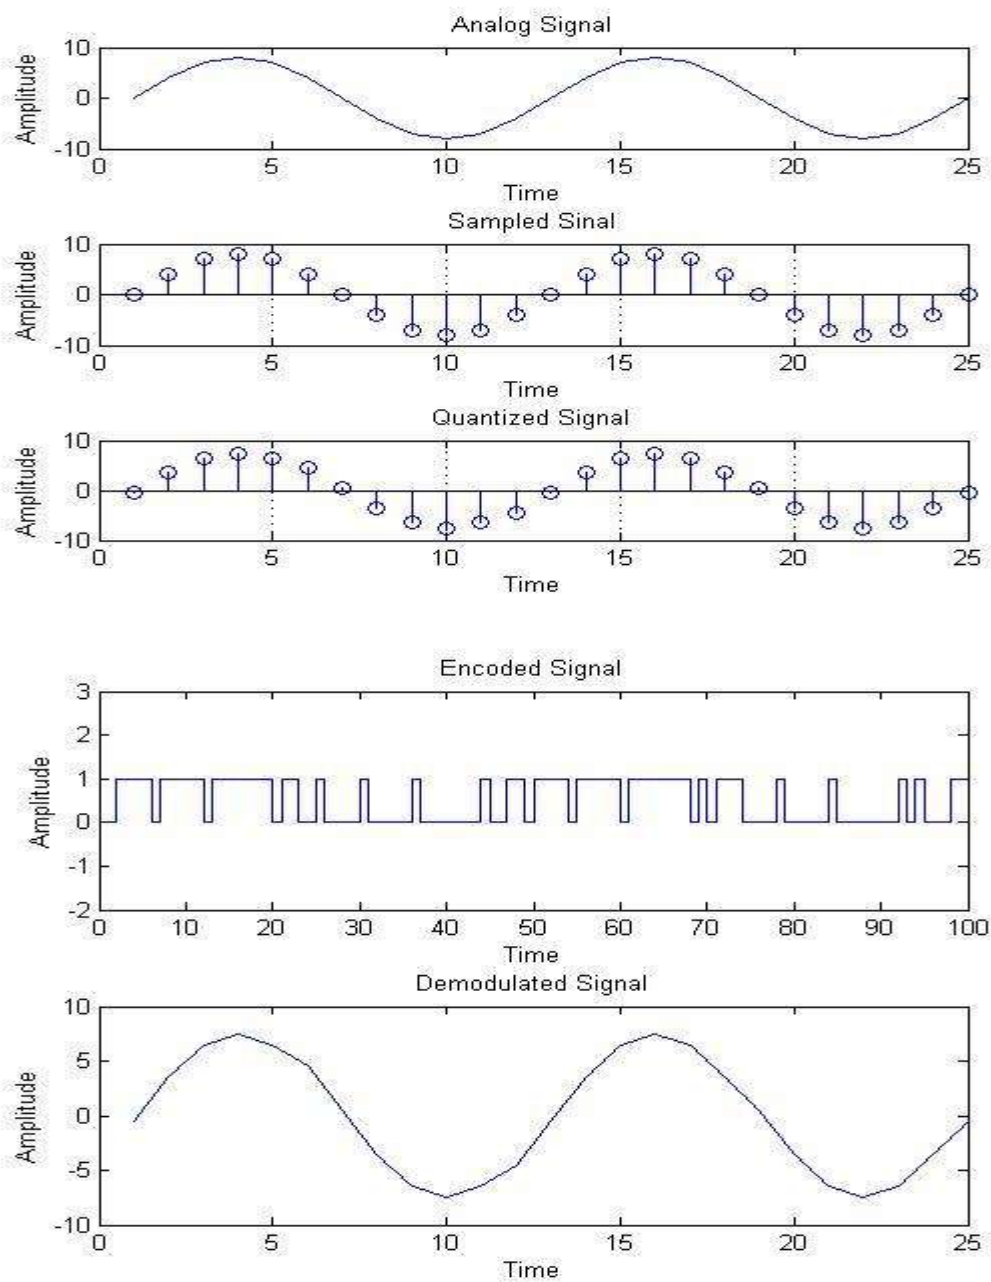 Analog Signal
10
0
-10
Amplitude
0 5 10 15 20 25
Time
Sampled Sinal
10
0
-10
Amplitude
0 5 10 15 20 25
Time
Quantized Signal
10
0
-10
Amplitude
0 5 10 15 20 25
Time
Encoded Signal
3
2
1
0
-1
-2
Amplitude
0 10 20 30 40 50 60 70 80 90 100
Time
Demodulated Signal
10
5
0
-5
-10
Amplitude
0 5 10 15 20 25
Time